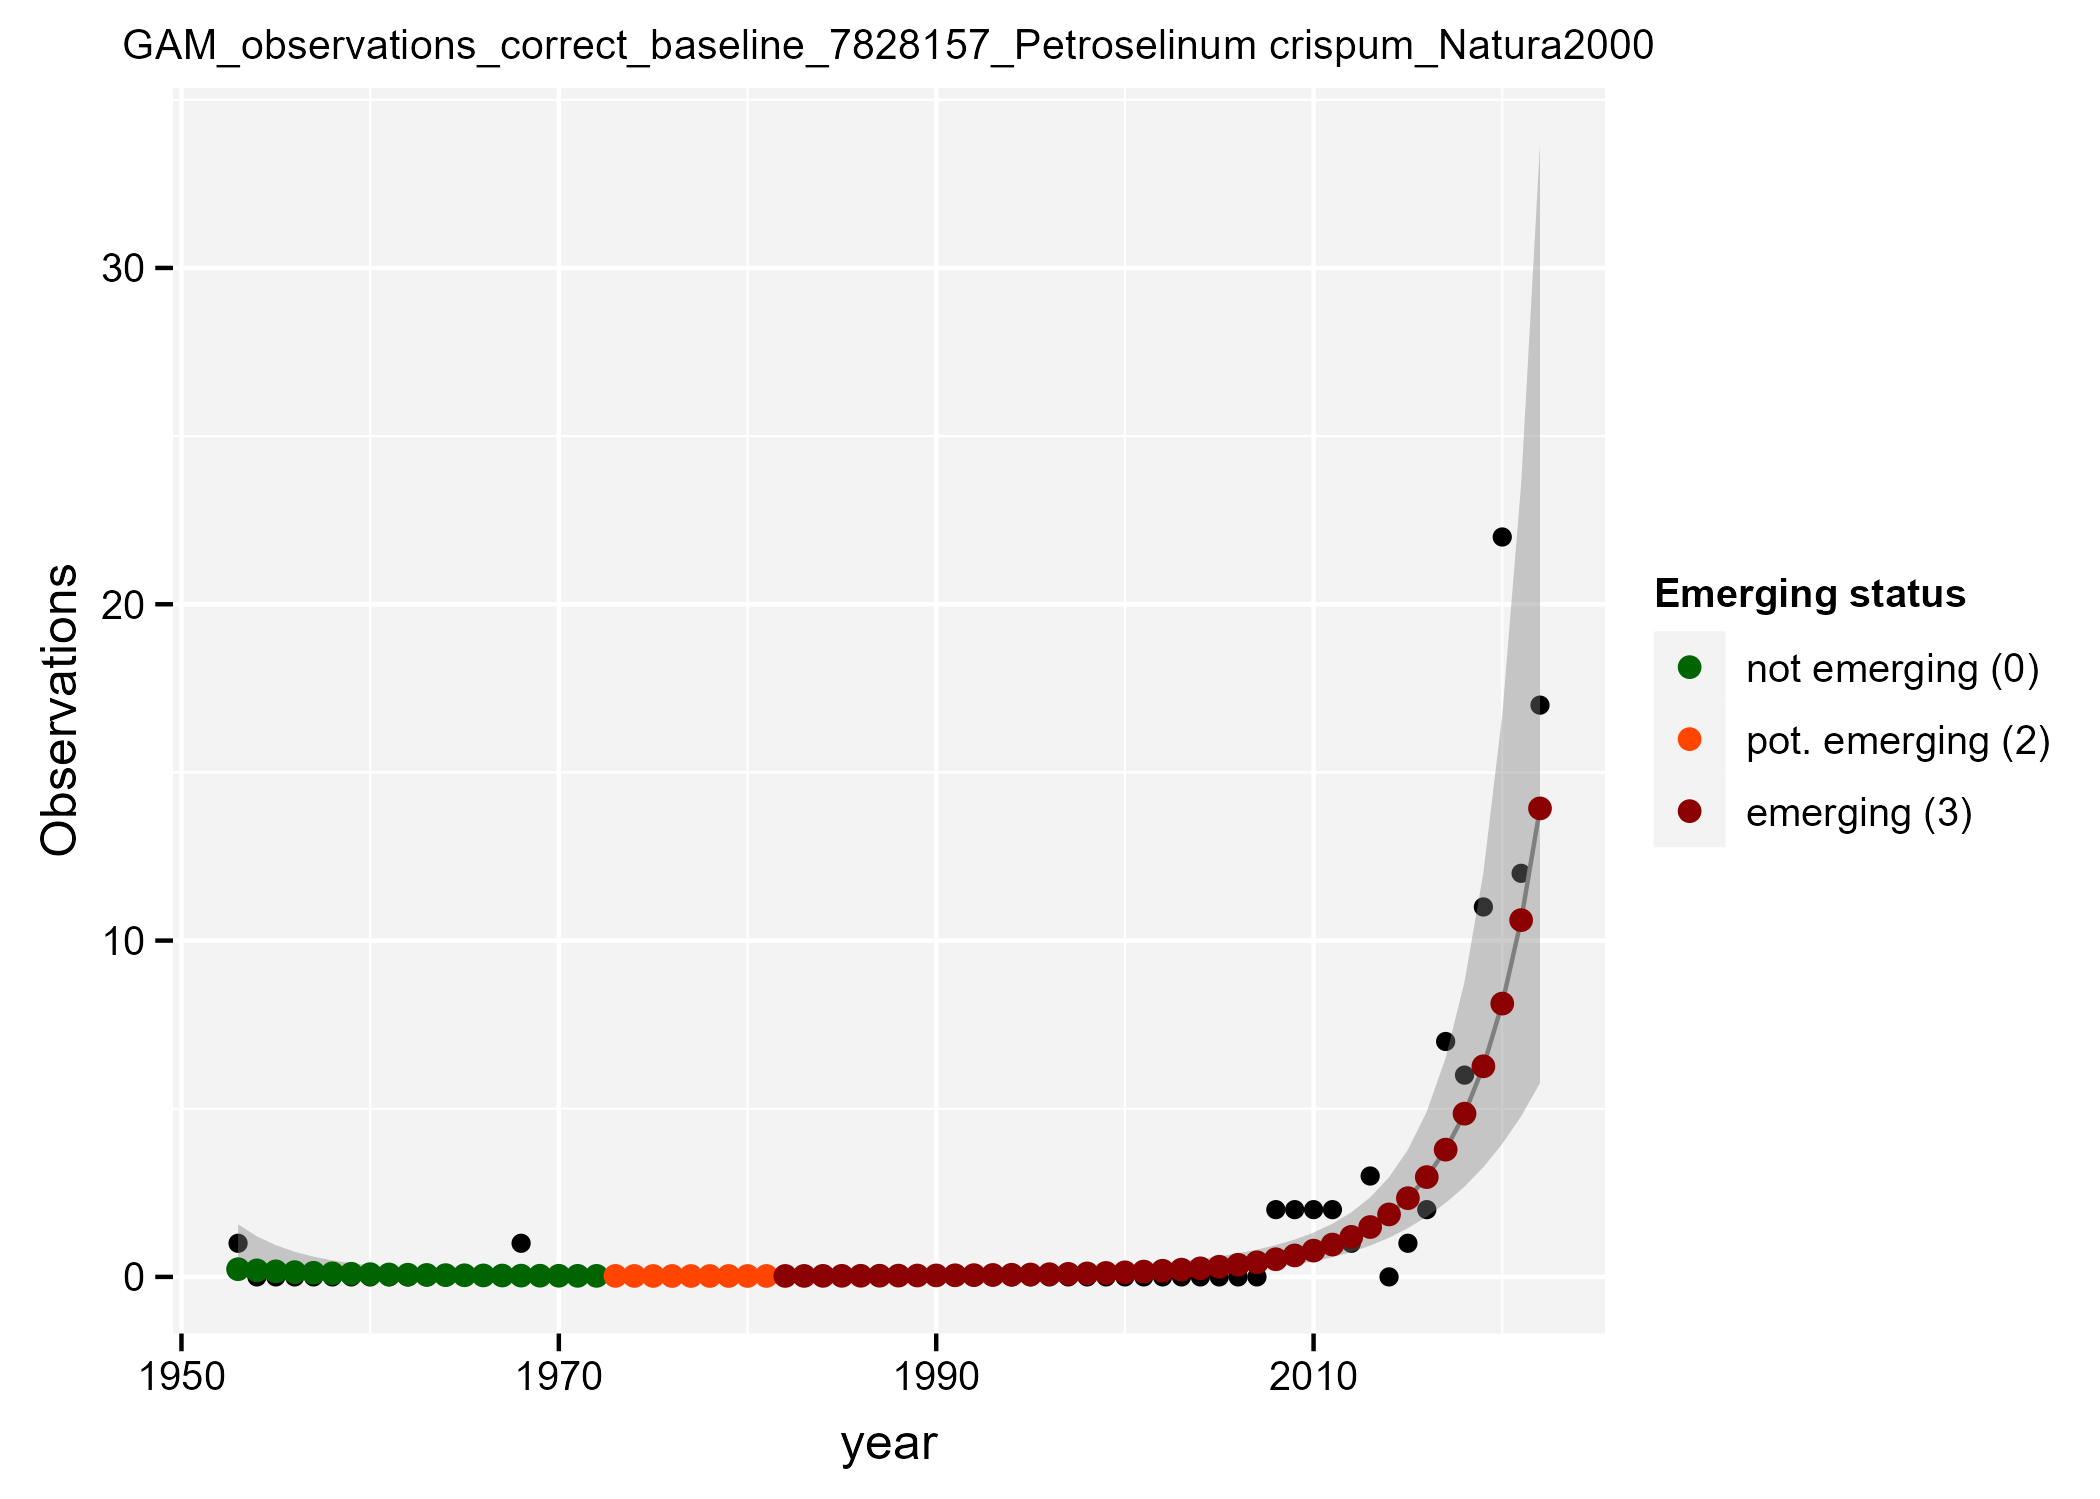 GAM_observations_correct_baseline_7828157_Petroselinum crispum_Natura2000
Observations
30
20
10
0
1950
1970
1990
2010
year
Emerging status
not emerging (0)
pot. emerging (2)
emerging (3)